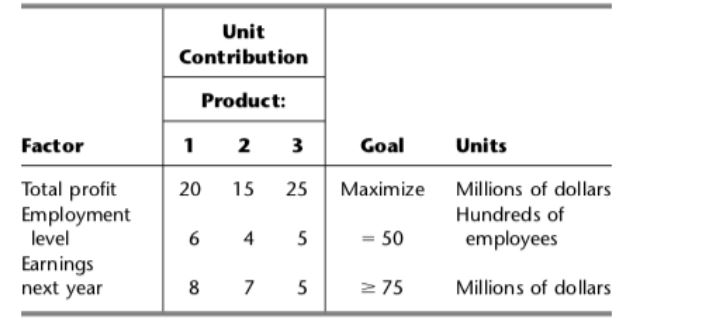 Unit
Contribution
Product:
Factor 1 2 3 Goal Units
Total profit 20 15 25 Maximize Millions of dollars
Employment Hundreds of
level 6 4 5 = 50 employees
Earnings
next year 8 7 5 ≥ 75 Millions of dollars